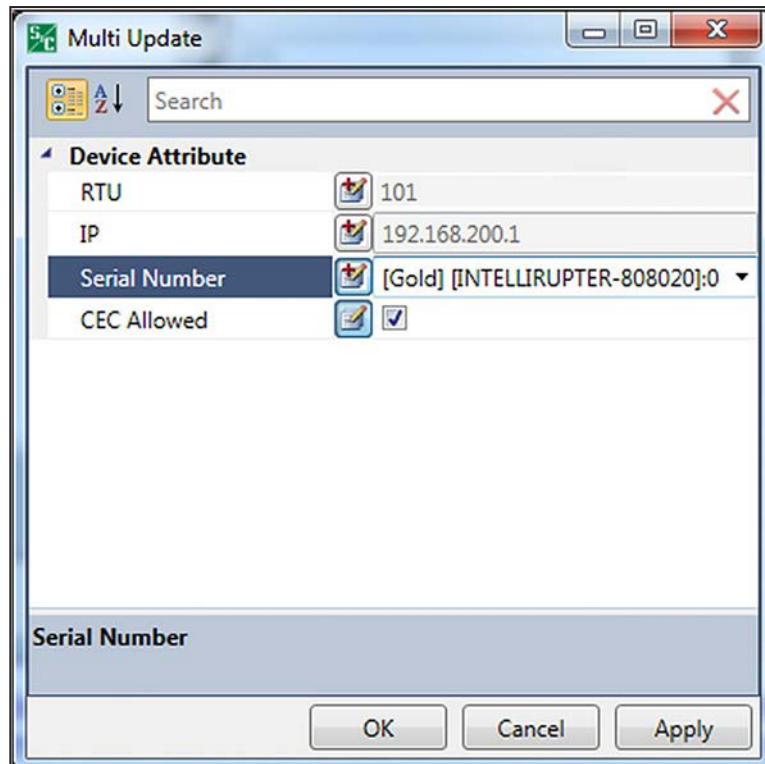 S&C Multi Update
A Z Search
Device Attribute
RTU 101
IP 192.168.200.1
Serial Number [Gold] [INTELLIRUPTER-808020]:0
CEC Allowed
Serial Number
OK Cancel Apply